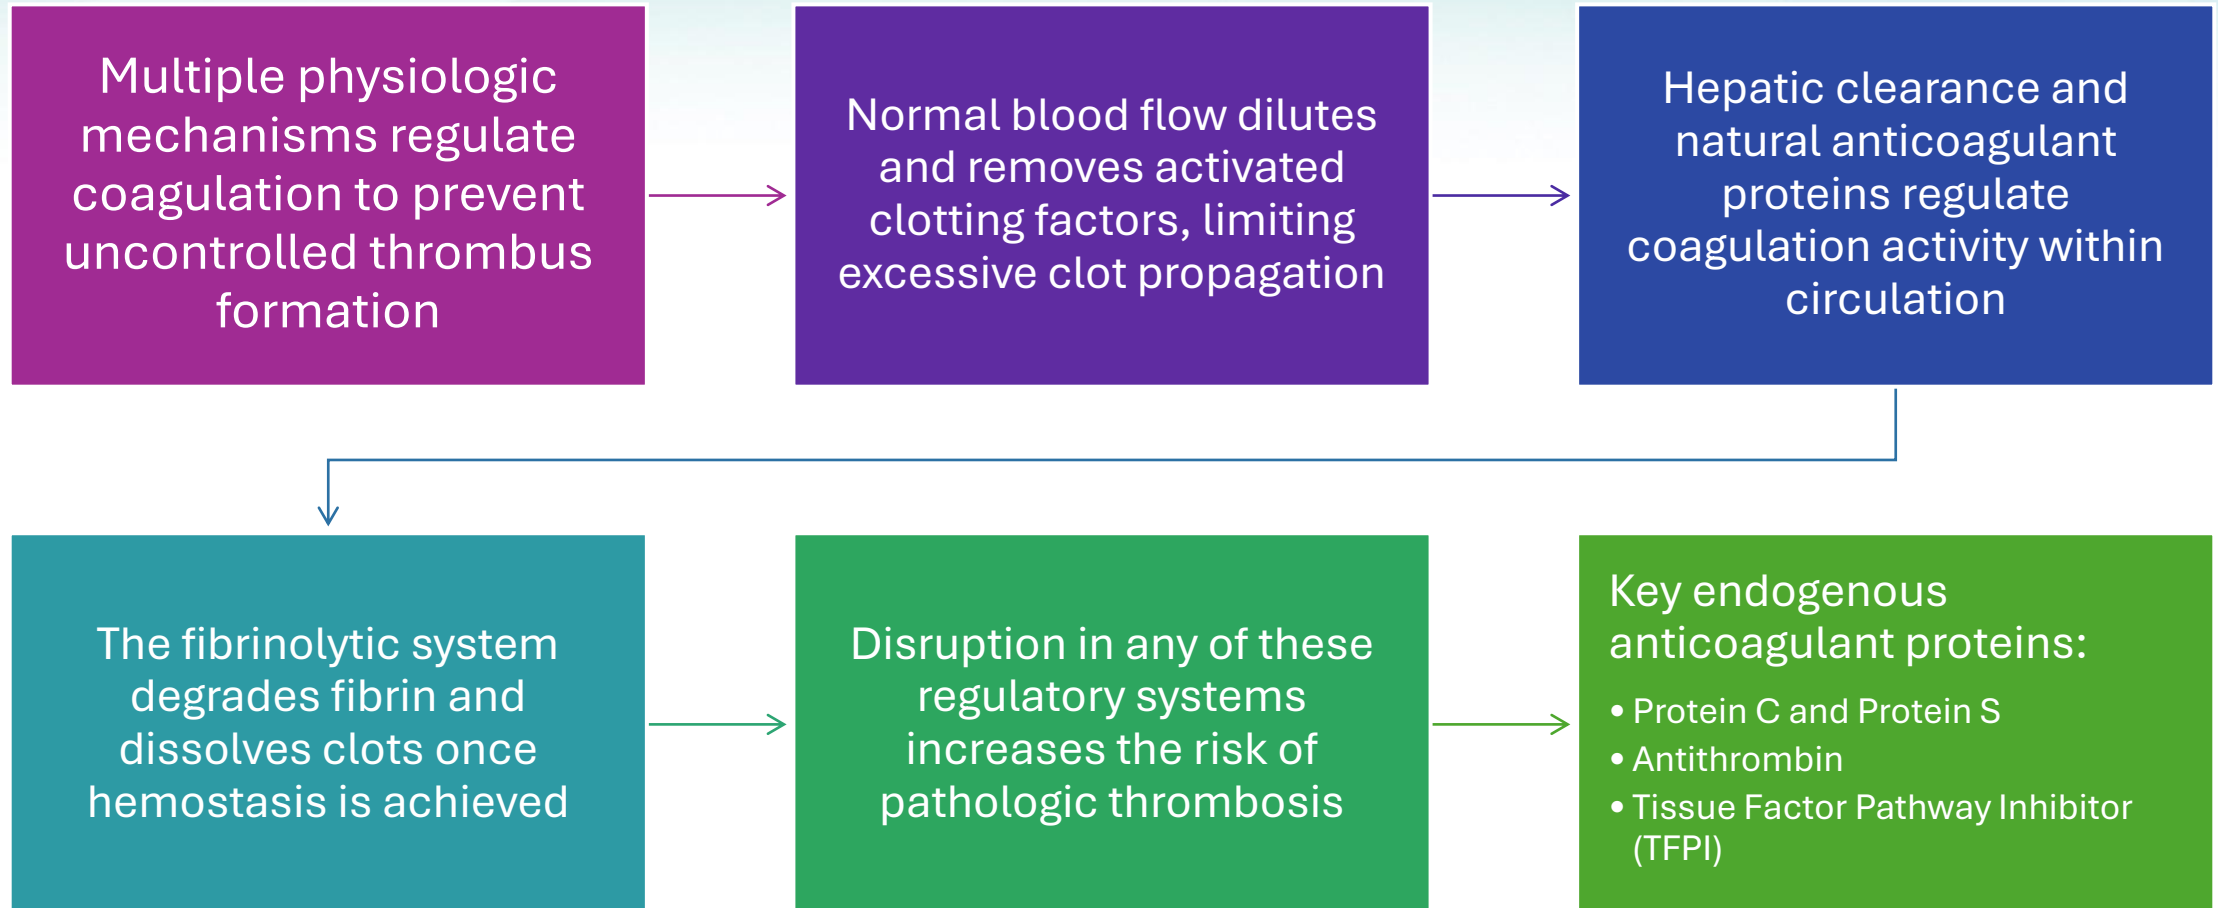 Multiple physiologic
mechanisms regulate
coagulation to prevent
uncontrolled thrombus
formation
Normal blood flow dilutes
and removes activated
clotting factors, limiting
excessive clot propagation
Hepatic clearance and
natural anticoagulant
proteins regulate
coagulation activity within
circulation
The fibrinolytic system
degrades fibrin and
dissolves clots once
hemostasis is achieved
Disruption in any of these
regulatory systems
increases the risk of
pathologic thrombosis
Key endogenous
anticoagulant proteins:
• Protein C and Protein S
• Antithrombin
• Tissue Factor Pathway Inhibitor
(TFPI)